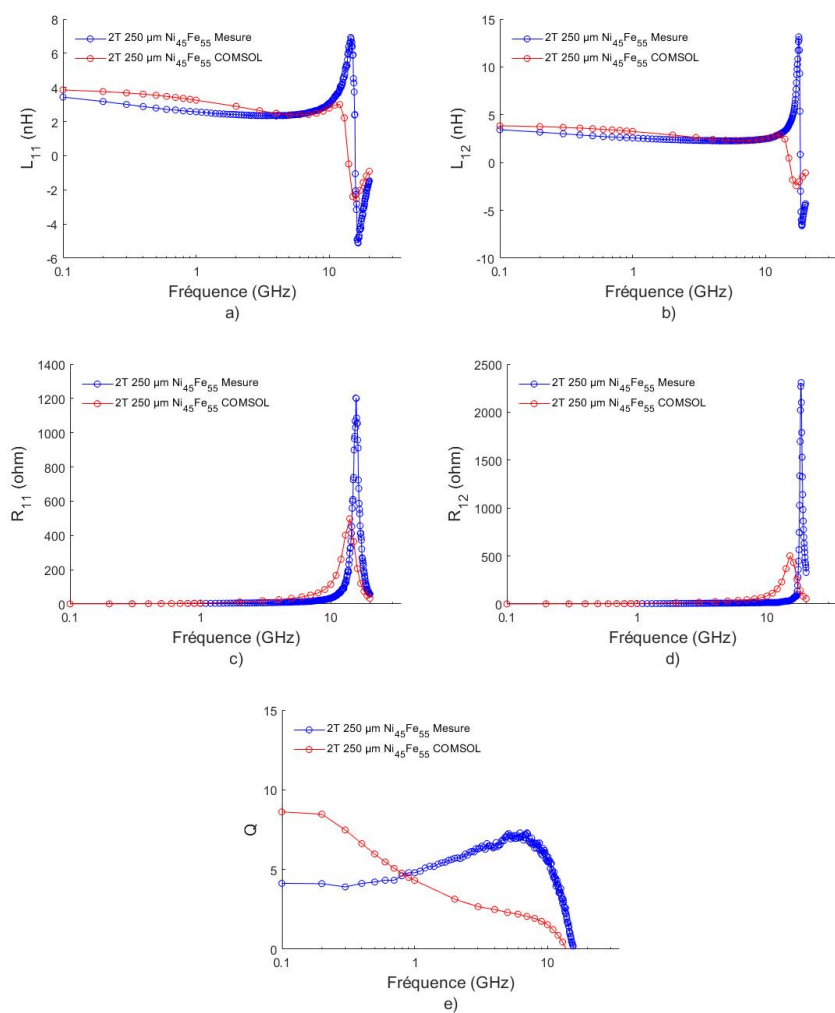 2T 250 µm Ni45Fe55 Mesure
2T 250 µm Ni45Fe55 COMSOL
8
6
4
2
0
-2
-4
-6
L11 (nH)
0.1
1
10
Fréquence (GHz)
a)
2T 250 µm Ni45Fe55 Mesure
2T 250 µm Ni45Fe55 COMSOL
15
10
5
0
-5
-10
L12 (nH)
0.1
1
10
Fréquence (GHz)
b)
2T 250 µm Ni45Fe55 Mesure
2T 250 µm Ni45Fe55 COMSOL
1400
1200
1000
800
600
400
200
0
R11 (ohm)
0.1
1
10
Fréquence (GHz)
c)
2T 250 µm Ni45Fe55 Mesure
2T 250 µm Ni45Fe55 COMSOL
2500
2000
1500
1000
500
0
R12 (ohm)
0.1
1
10
Fréquence (GHz)
d)
2T 250 µm Ni45Fe55 Mesure
2T 250 µm Ni45Fe55 COMSOL
15
10
5
0
Q
0.1
1
10
Fréquence (GHz)
e)